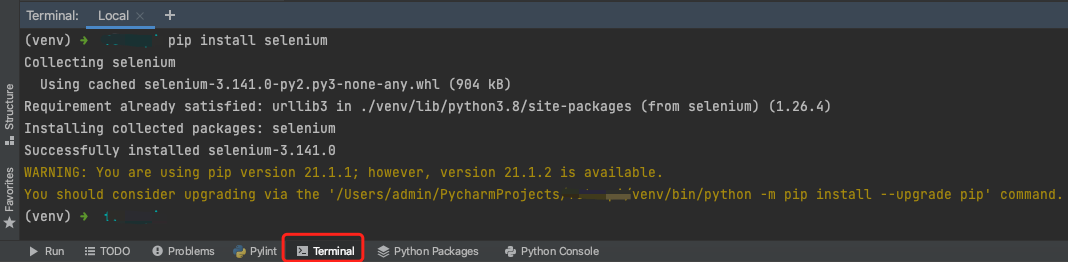 Terminal: Local × +
(venv) ➜ pip install selenium
Collecting selenium
Using cached selenium-3.141.0-py2.py3-none-any.whl (904 kB)
Requirement already satisfied: urllib3 in ./venv/lib/python3.8/site-packages (from selenium) (1.26.4)
Installing collected packages: selenium
Successfully installed selenium-3.141.0
WARNING: You are using pip version 21.1.1; however, version 21.1.2 is available.
You should consider upgrading via the '/Users/admin/PycharmProjects/ /venv/bin/python -m pip install --upgrade pip' command.
(venv) ➜
Structure
Favorites
Run TODO Problems Pylint Terminal Python Packages Python Console